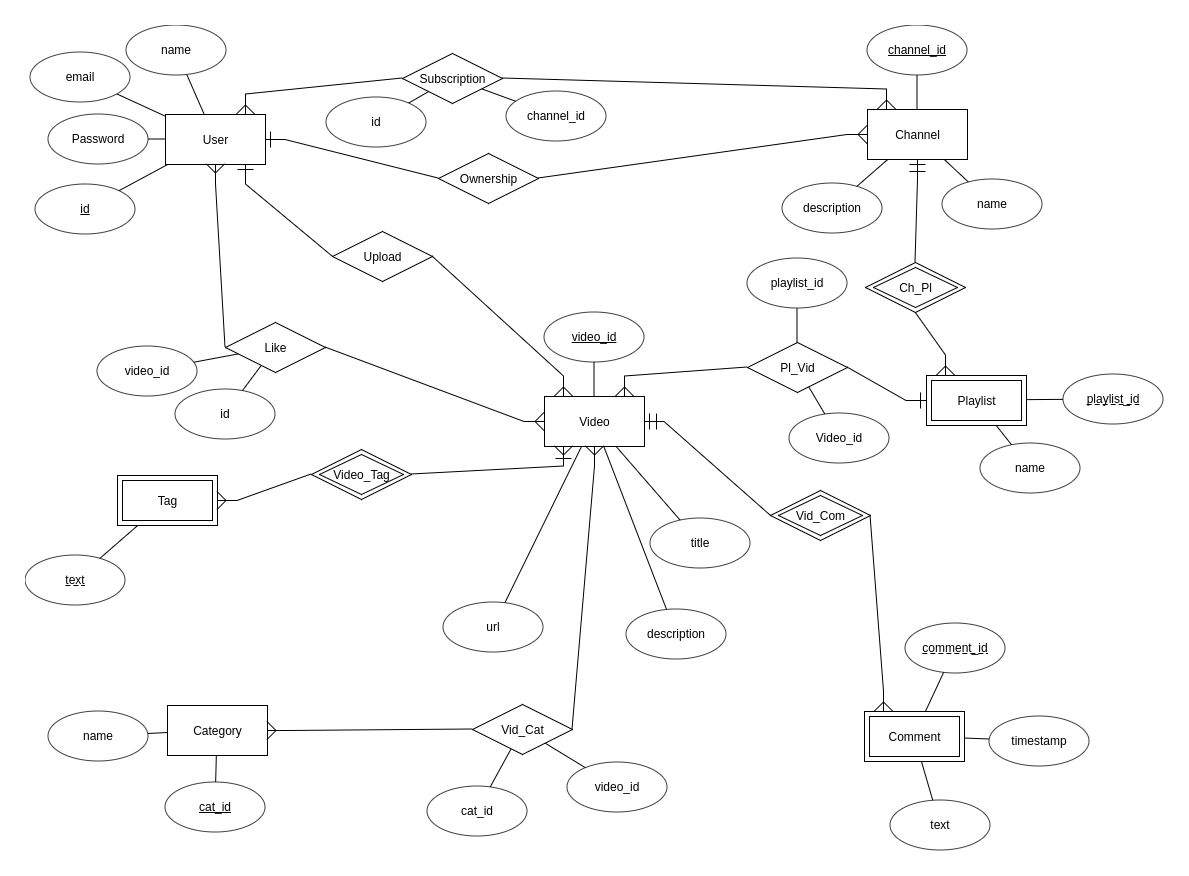 name
channel_id
email
Subscription
id
channel_id
Password
User
Channel
Ownership
id
description
name
Upload
playlist_id
Ch_Pl
video_id
Like
video_id
Pl_Vid
id
Playlist
playlist_id
Video
Video_id
name
Video_Tag
Tag
Vid_Com
title
text
url
description
comment_id
name
Category
Vid_Cat
Comment
timestamp
cat_id
cat_id
video_id
text